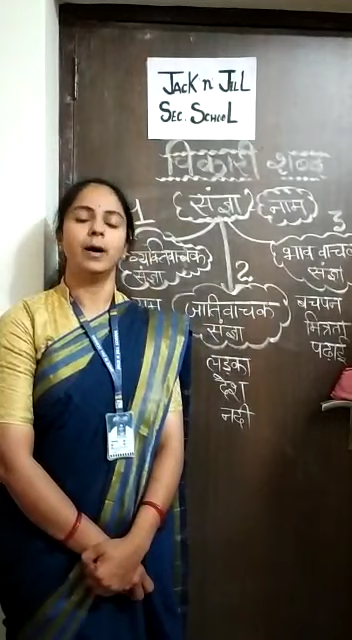 JACK n JILL
SEC. SCHOOL
विकारी शब्द
संज्ञा नाम
1
3
व्यक्तिवाचक
संज्ञा
2.
भाव वाचक
संज्ञा
जातिवाचक
संज्ञा
बचपन
मित्रता
पढ़ाई
लड़का
देश
नदी